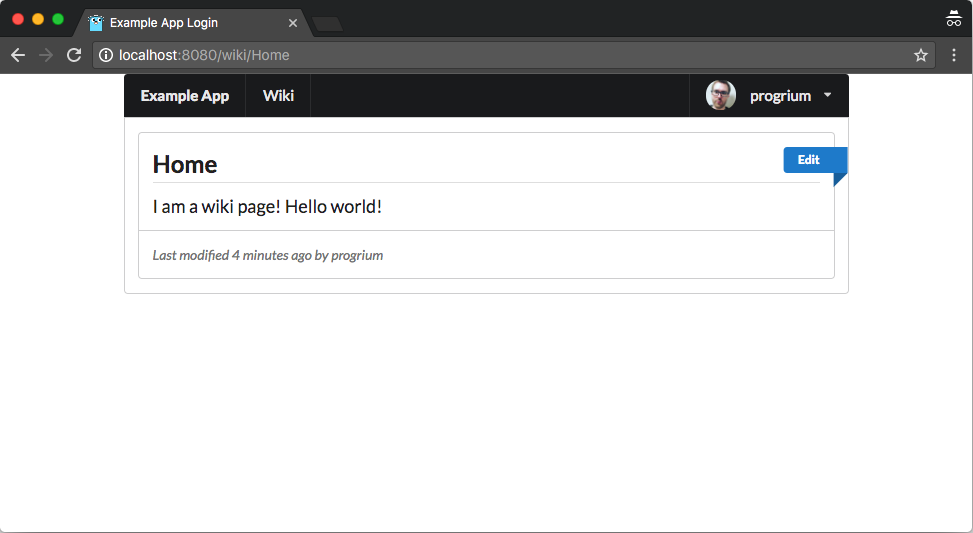 Example App Login
localhost:8080/wiki/Home
Example App Wiki progrium
Home
Edit
I am a wiki page! Hello world!
Last modified 4 minutes ago by progrium